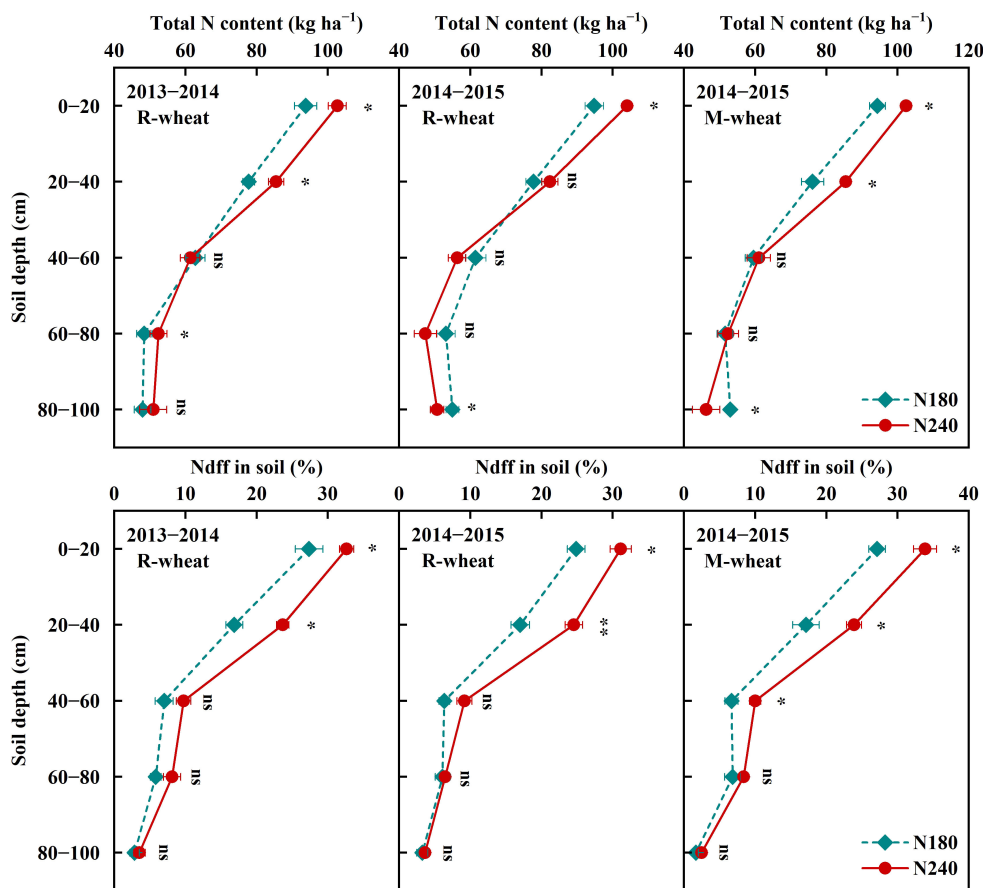 Total N content (kg ha⁻¹) Total N content (kg ha⁻¹) Total N content (kg ha⁻¹)
40 60 80 100 40 60 80 100 40 60 80 100 120
2013−2014 2014−2015 2014−2015
R-wheat R-wheat M-wheat
0−20 * * *
20−40 * ns *
40−60 ns ns ns
60−80 * ns ns
80−100 ns * *
Soil depth (cm)
N180
N240
Ndff in soil (%) Ndff in soil (%) Ndff in soil (%)
0 10 20 30 0 10 20 30 0 10 20 30 40
2013−2014 2014−2015 2014−2015
R-wheat R-wheat M-wheat
0−20 * * *
20−40 * ** *
40−60 ns ns *
60−80 ns ns ns
80−100 ns ns ns
Soil depth (cm)
N180
N240